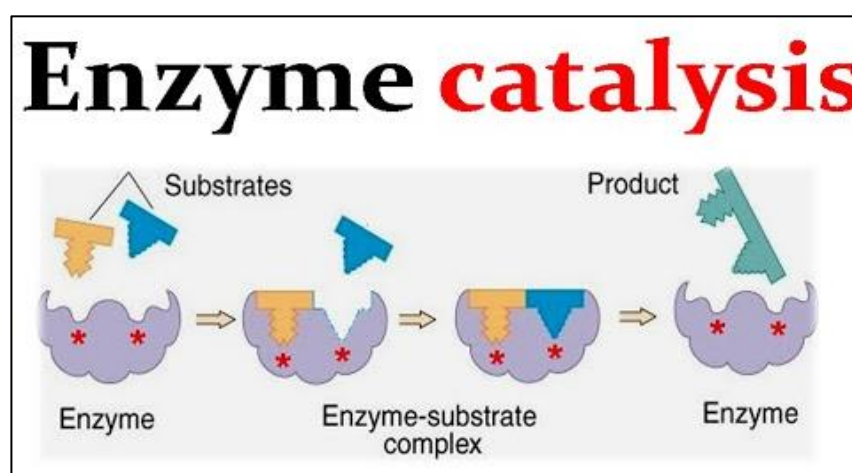 Enzyme catalysis
Substrates
Product
Enzyme
Enzyme-substrate
complex
Enzyme